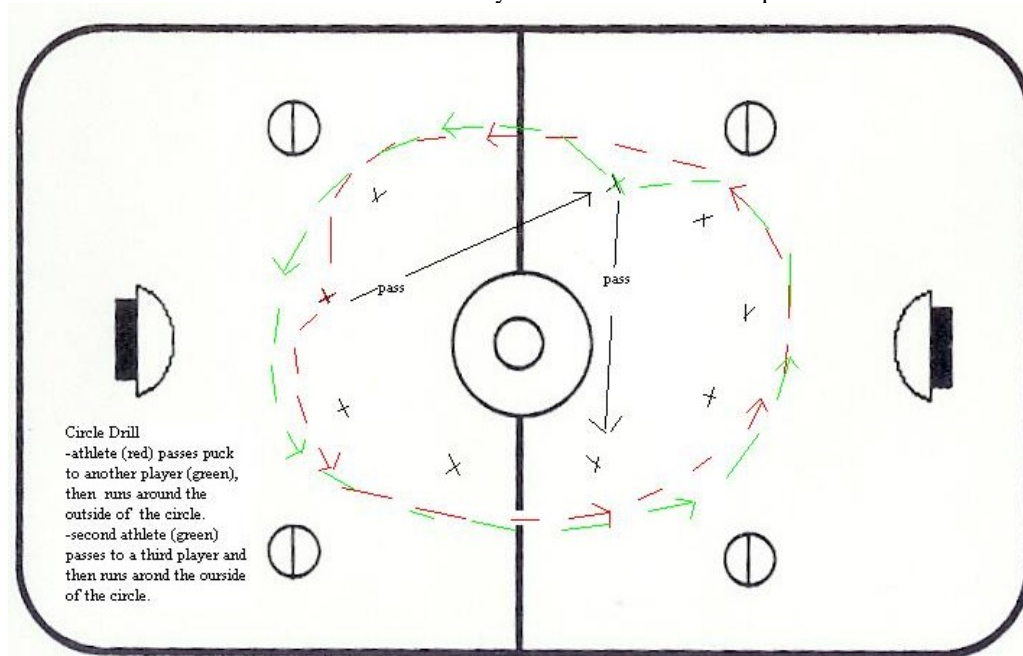 pass
pass
Circle Drill
-athlete (red) passes puck
to another player (green),
then runs around the
outside of the circle.
-second athlete (green)
passes to a third player and
then runs arond the ourside
of the circle.